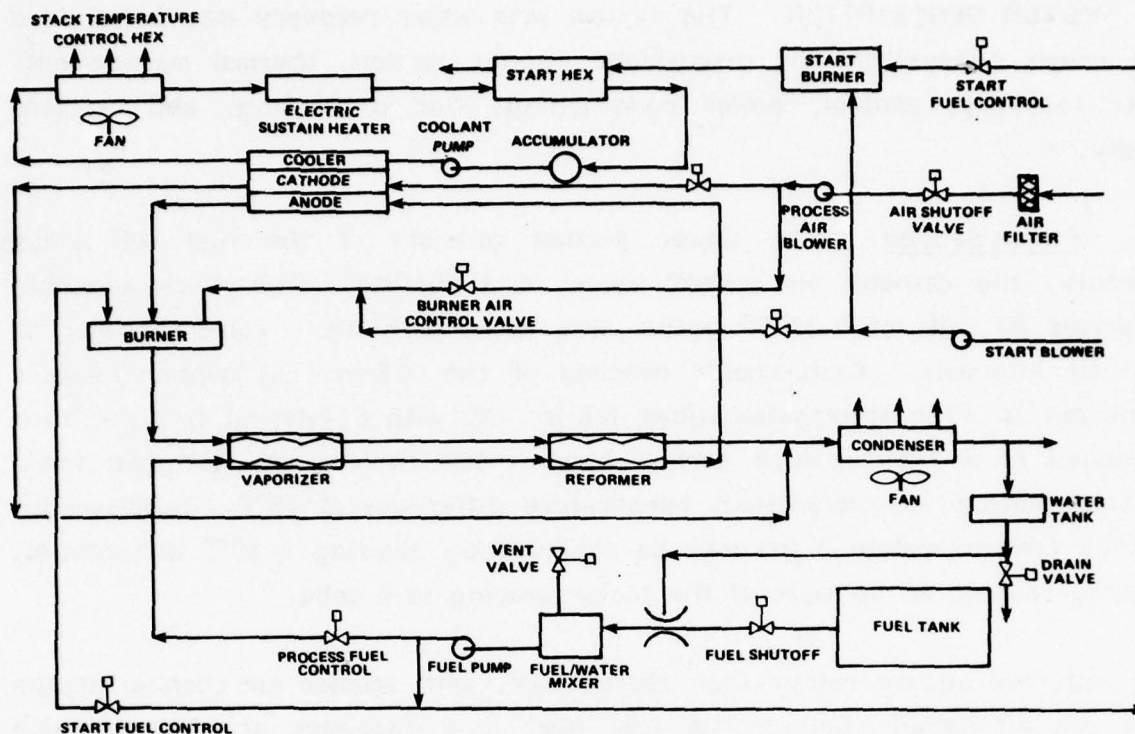 STACK TEMPERATURE
CONTROL HEX
FAN
ELECTRIC
SUSTAIN HEATER
START HEX
START
BURNER
START
FUEL CONTROL
COOLANT
PUMP
ACCUMULATOR
COOLER
CATHODE
ANODE
PROCESS
AIR BLOWER
AIR SHUTOFF
VALVE
AIR
FILTER
BURNER AIR
CONTROL VALVE
BURNER
START BLOWER
VAPORIZER
REFORMER
CONDENSER
FAN
WATER
TANK
VENT
VALVE
DRAIN
VALVE
FUEL TANK
PROCESS FUEL
CONTROL
FUEL PUMP
FUEL/WATER
MIXER
FUEL SHUTOFF
START FUEL CONTROL